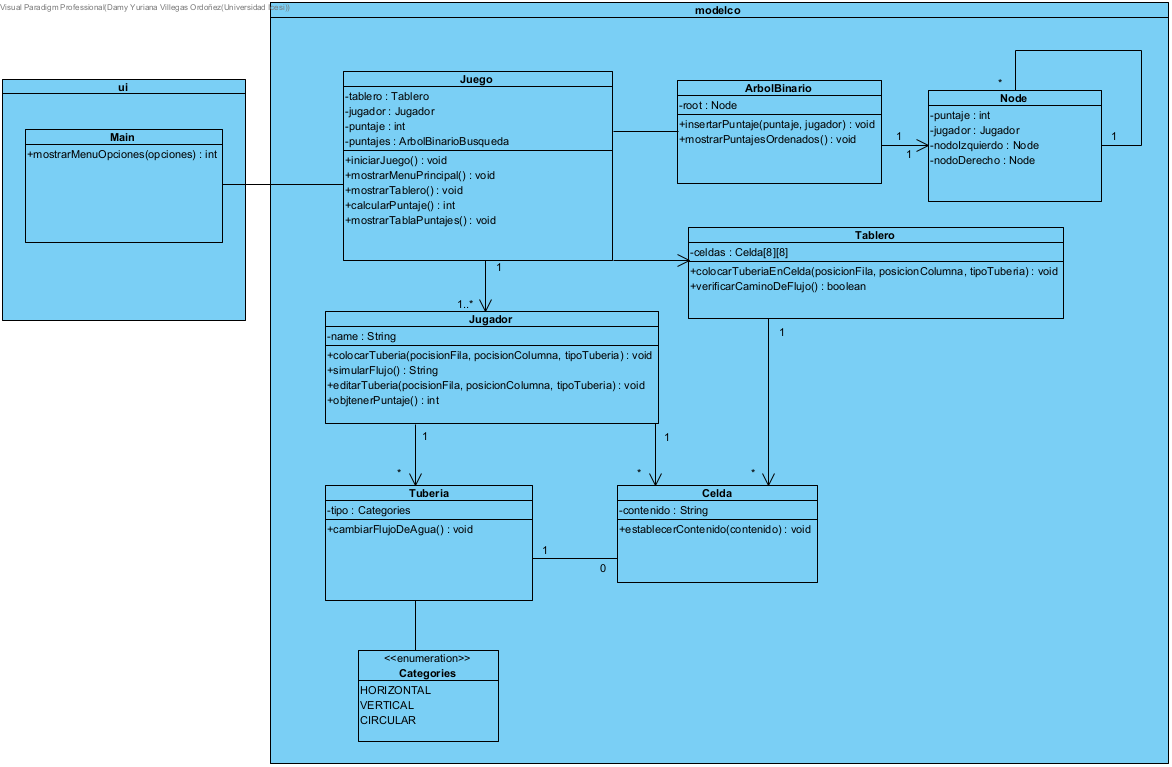 Visual Paradigm Professional(Damy Yuriana Villegas Ordoñez(Universidad Icesi))
modelco
ui
Main
+mostrarMenuOpciones(opciones) : int
Juego
-tablero : Tablero
-jugador : Jugador
-puntaje : int
-puntajes : ArbolBinarioBusqueda
+iniciarJuego() : void
+mostrarMenuPrincipal() : void
+mostrarTablero() : void
+calcularPuntaje() : int
+mostrarTablaPuntajes() : void
ArbolBinario
-root : Node
+insertarPuntaje(puntaje, jugador) : void
+mostrarPuntajesOrdenados() : void
1
1
*
Node
-puntaje : int
-jugador : Jugador
-nodoIzquierdo : Node
-nodoDerecho : Node
1
Tablero
-celdas : Celda[8][8]
+colocarTuberiaEnCelda(posicionFila, posicionColumna, tipoTuberia) : void
+verificarCaminoDeFlujo() : boolean
1
1..*
Jugador
-name : String
+colocarTuberia(pocisionFila, pocisionColumna, tipoTuberia) : void
+simularFlujo() : String
+editarTuberia(pocisionFila, posicionColumna, tipoTuberia) : void
+objtenerPuntaje() : int
1
1
1
*
*
*
Tuberia
-tipo : Categories
+cambiarFlujoDeAgua() : void
1
0
Celda
-contenido : String
+establecerContenido(contenido) : void
<<enumeration>>
Categories
HORIZONTAL
VERTICAL
CIRCULAR